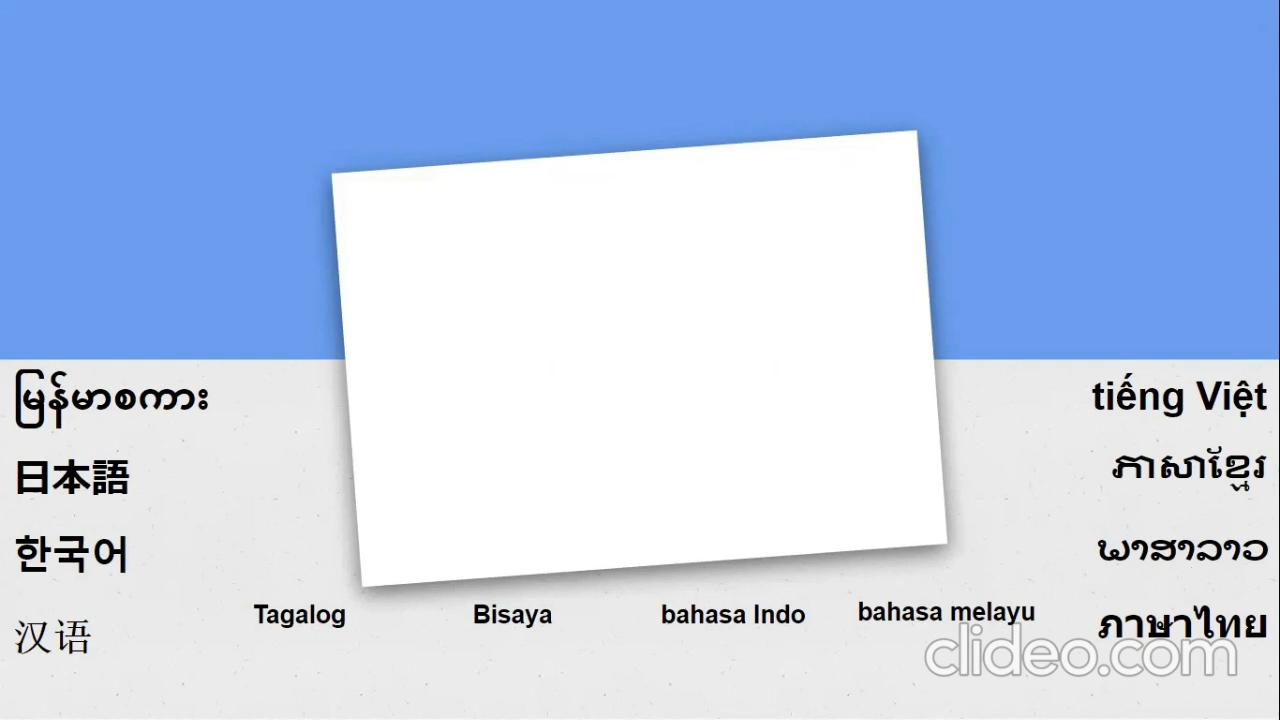 မြန်မာစကား
日本語
한국어
汉语
Tagalog
Bisaya
bahasa Indo
bahasa melayu
tiếng Việt
ភាសាខ្មែរ
ພາສາລາວ
ภาษาไทย
clideo.com